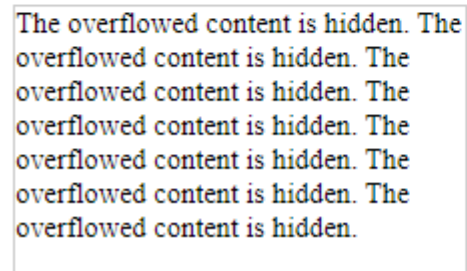 The overflowed content is hidden. The
overflowed content is hidden. The
overflowed content is hidden. The
overflowed content is hidden. The
overflowed content is hidden. The
overflowed content is hidden. The
overflowed content is hidden.